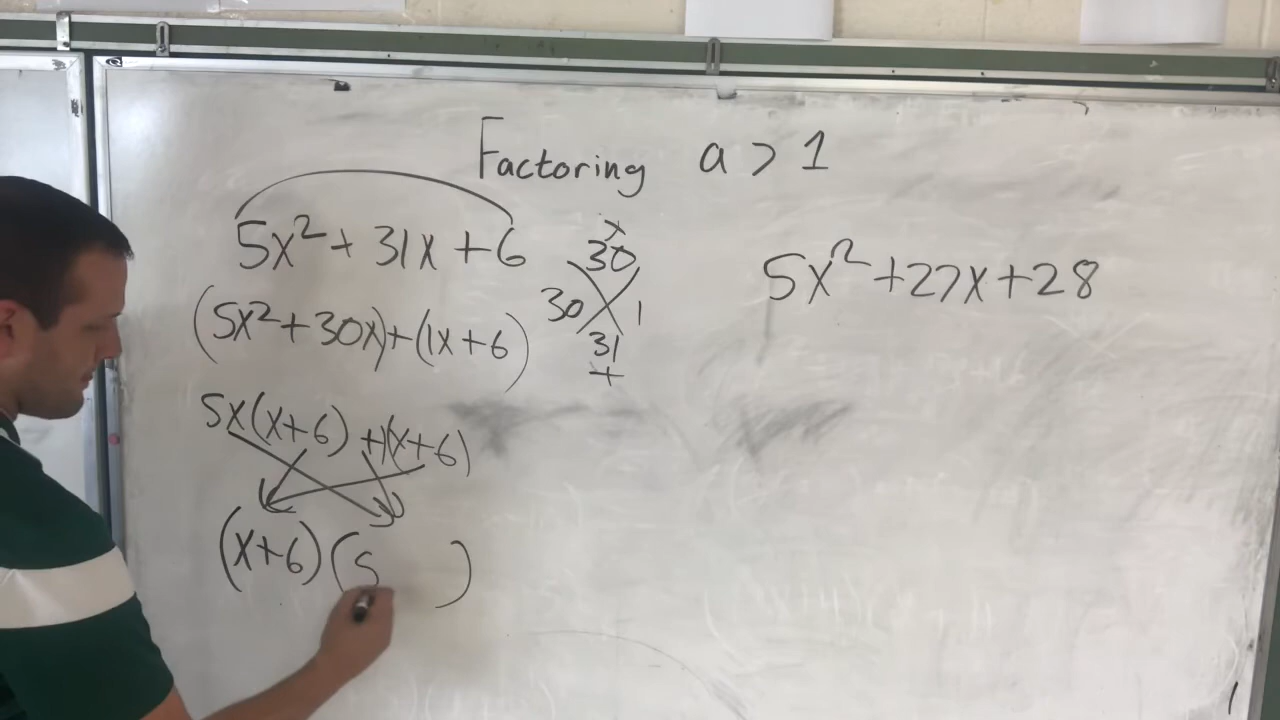 Factoring a > 1
5x² + 31x + 6
(5x² + 30x) + (1x + 6)
5x(x + 6) + 1(x + 6)
(x + 6) (5 )
x
30
30 1
31
+
5x² + 27x + 28